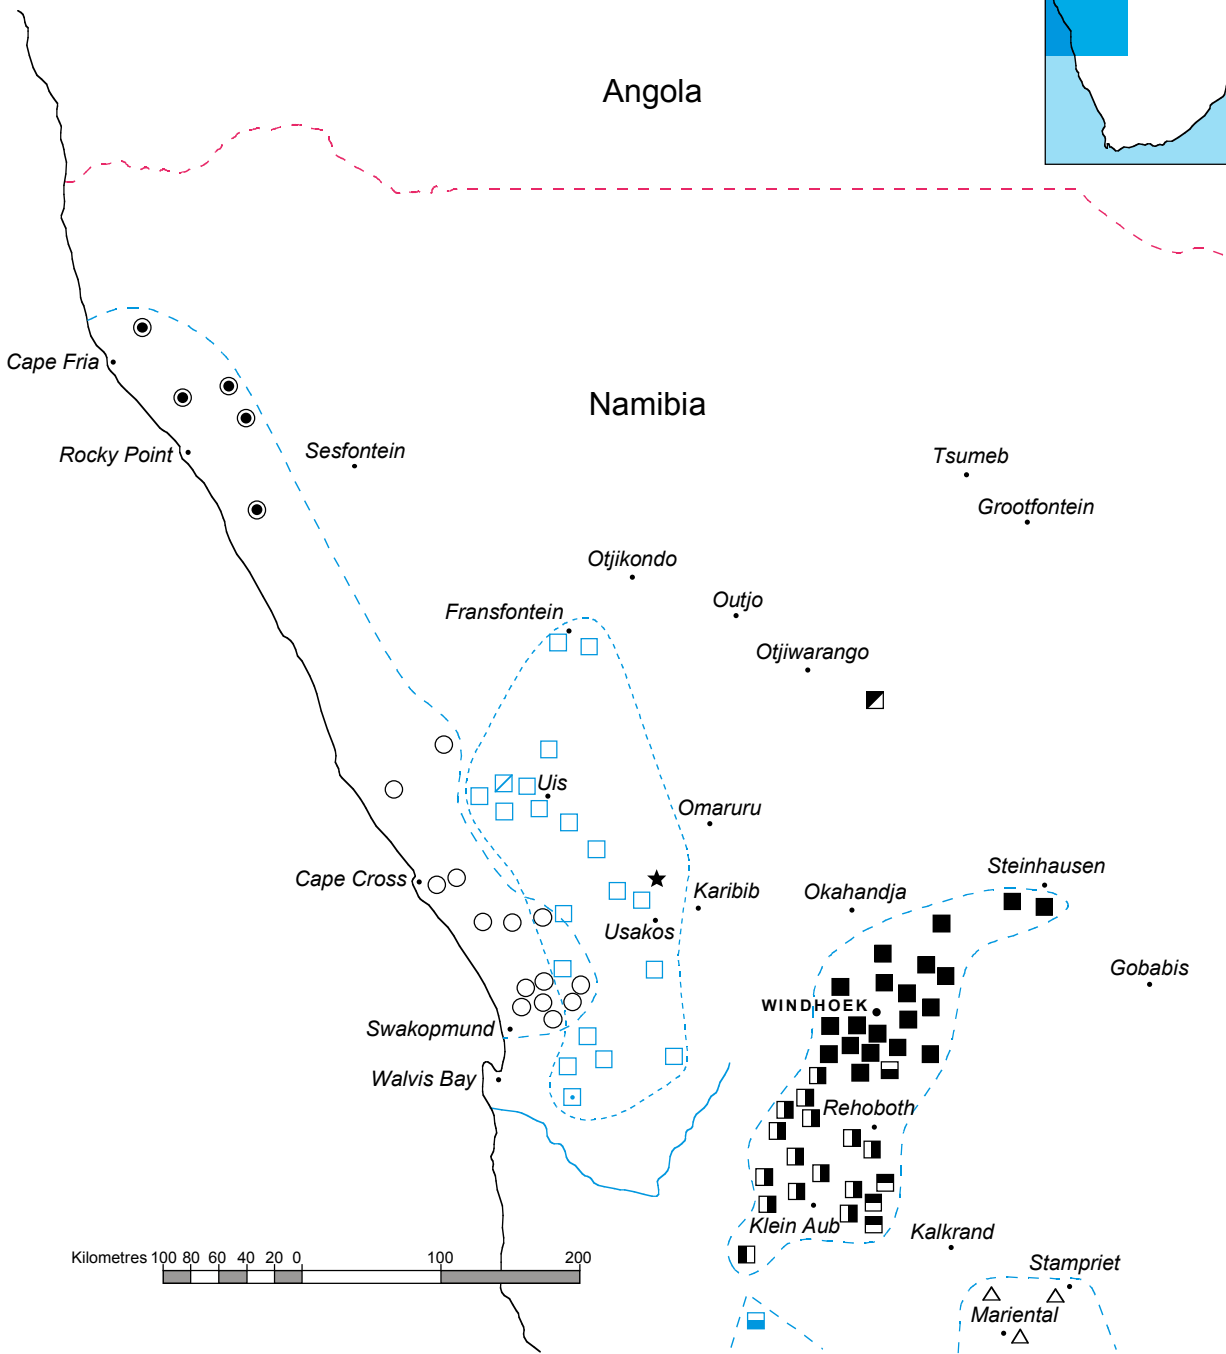 Angola
Cape Fria
Namibia
Rocky Point
Sesfontein
Tsumeb
Grootfontein
Otjikondo
Outjo
Fransfontein
Otjiwarango
Uis
Omaruru
Steinhausen
Cape Cross
Karibib
Okahandja
Usakos
Gobabis
WINDHOEK
Swakopmund
Walvis Bay
Rehoboth
Klein Aub
Kalkrand
Kilometres 100 80 60 40 20 0 100 200
Stampriet
Mariental